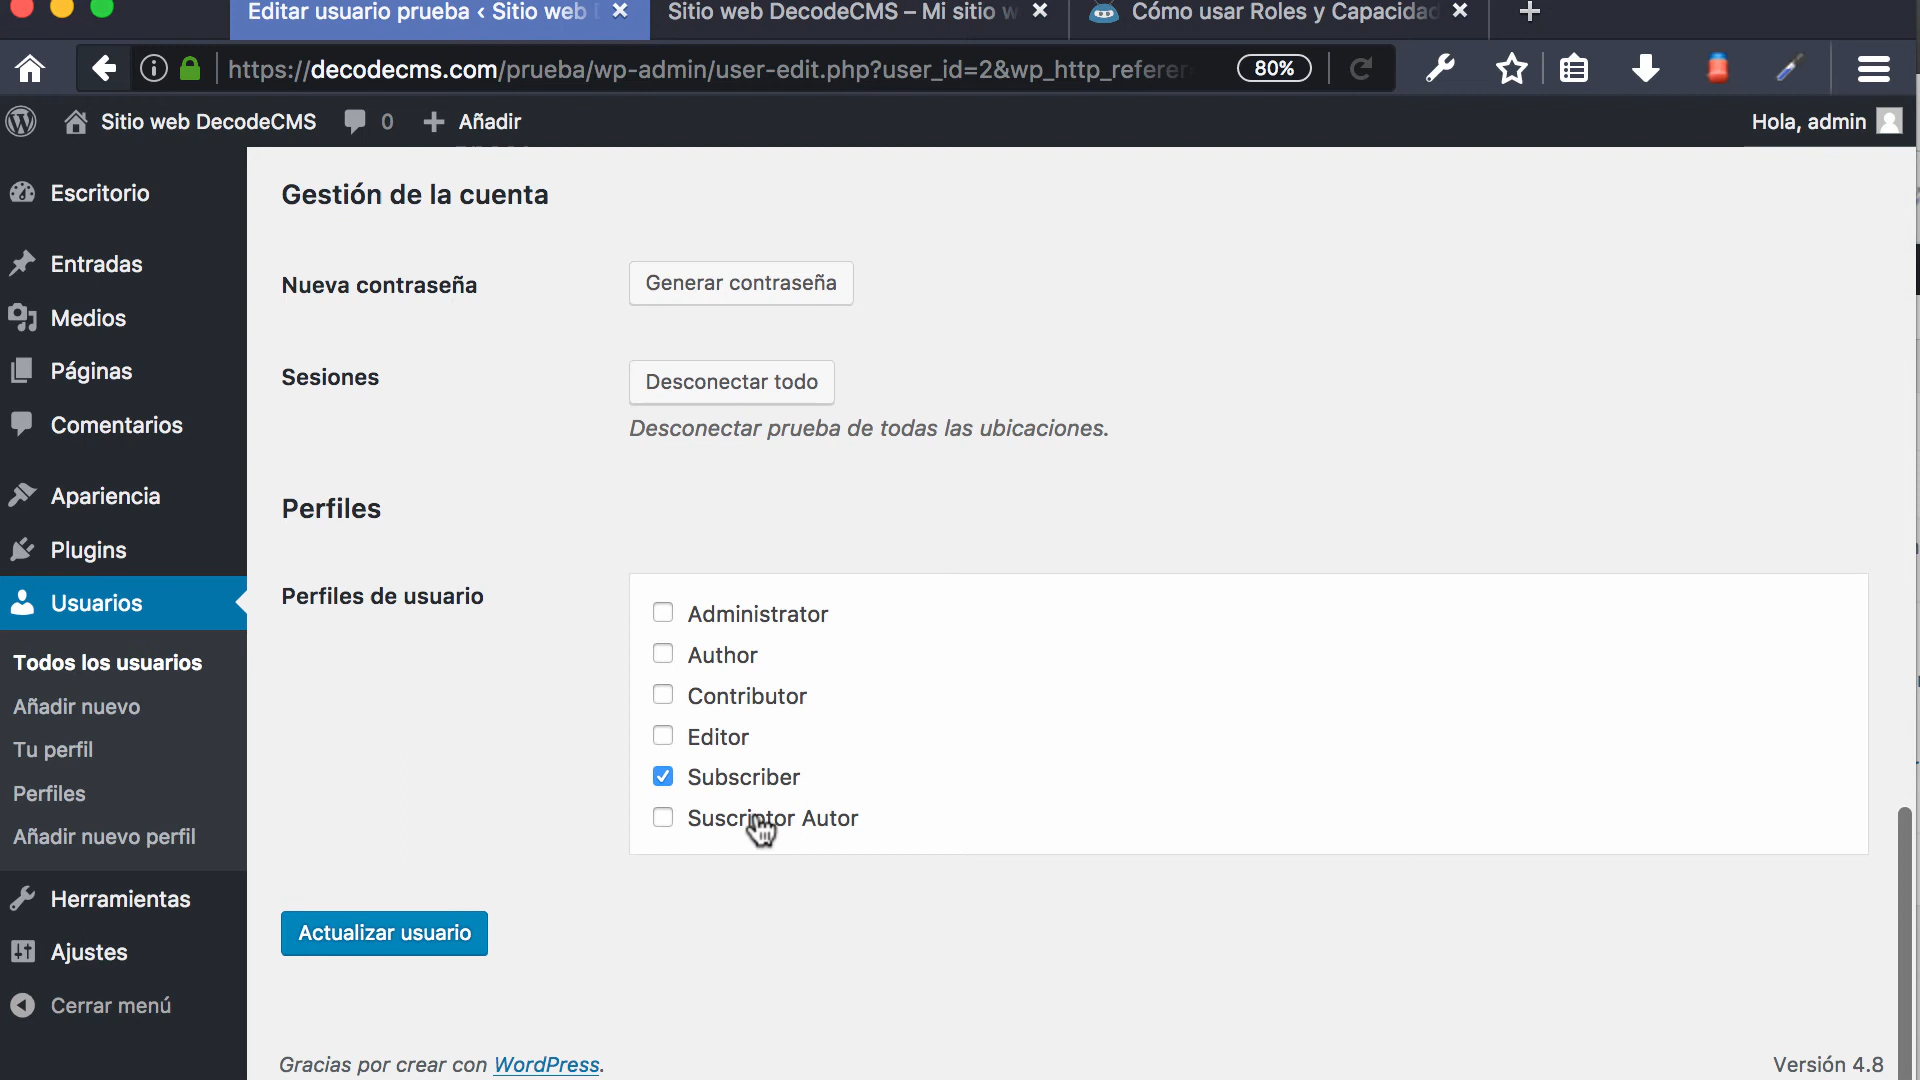 Editar usuario prueba ‹ Sitio web
Sitio web DecodeCMS – Mi sitio w
Cómo usar Roles y Capacidad
https://decodecms.com/prueba/wp-admin/user-edit.php?user_id=2&wp_http_referer
80%
Sitio web DecodeCMS
0
Añadir
Hola, admin
Escritorio
Entradas
Medios
Páginas
Comentarios
Apariencia
Plugins
Usuarios
Todos los usuarios
Añadir nuevo
Tu perfil
Perfiles
Añadir nuevo perfil
Herramientas
Ajustes
Cerrar menú
Gestión de la cuenta
Nueva contraseña
Generar contraseña
Sesiones
Desconectar todo
Desconectar prueba de todas las ubicaciones.
Perfiles
Perfiles de usuario
Administrator
Author
Contributor
Editor
Subscriber
Suscriptor Autor
Actualizar usuario
Gracias por crear con WordPress.
Versión 4.8